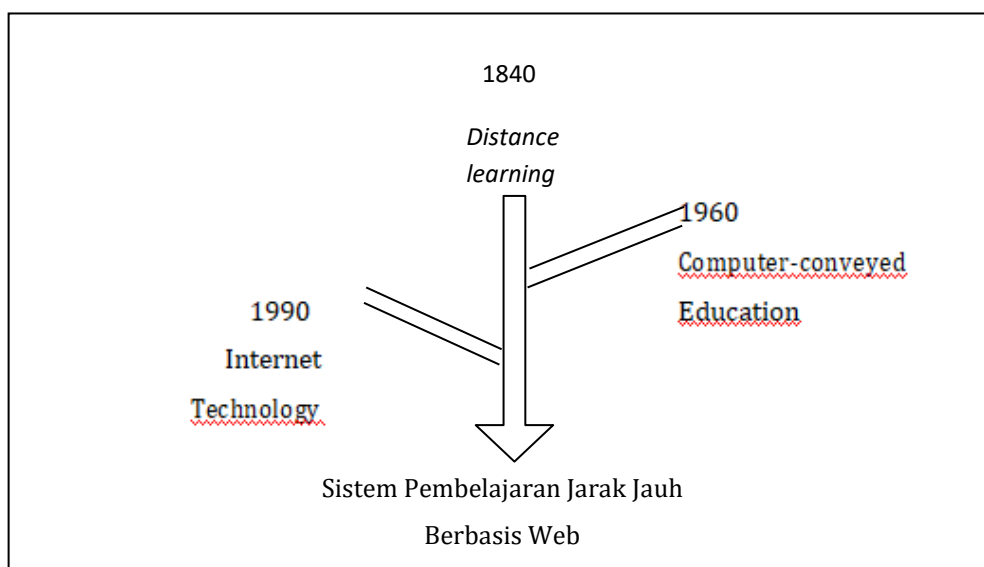 1840
Distance
learning
1960
Computer-conveyed
Education
1990
Internet
Technology
Sistem Pembelajaran Jarak Jauh
Berbasis Web